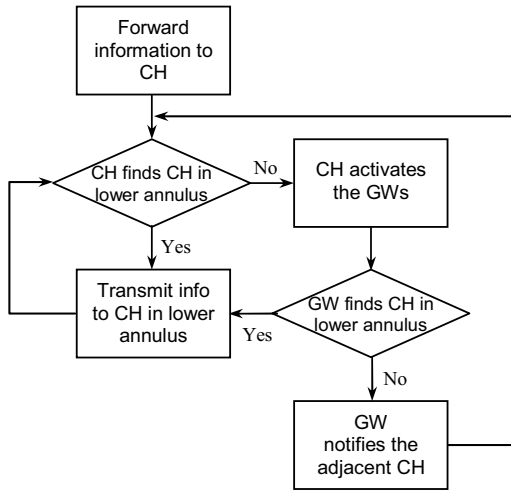 Forward
information to
CH
CH finds CH in
lower annulus
No
CH activates
the GWs
Yes
Transmit info
to CH in lower
annulus
GW finds CH in
lower annulus
Yes
No
GW
notifies the
adjacent CH